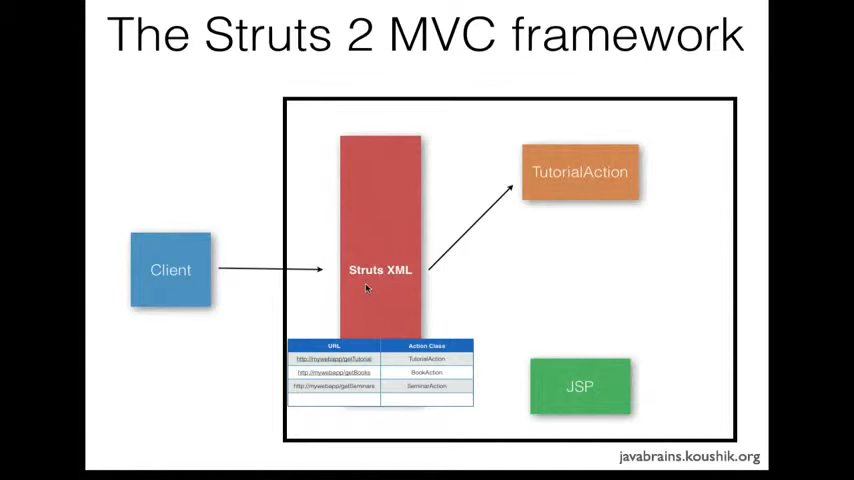 The Struts 2 MVC framework
TutorialAction
Client
Struts XML
URL Action Class
http://mywebapp/getTutorial TutorialAction
http://mywebapp/getBooks BookAction
http://mywebapp/getSeminars SeminarAction
JSP
javabrains.koushik.org